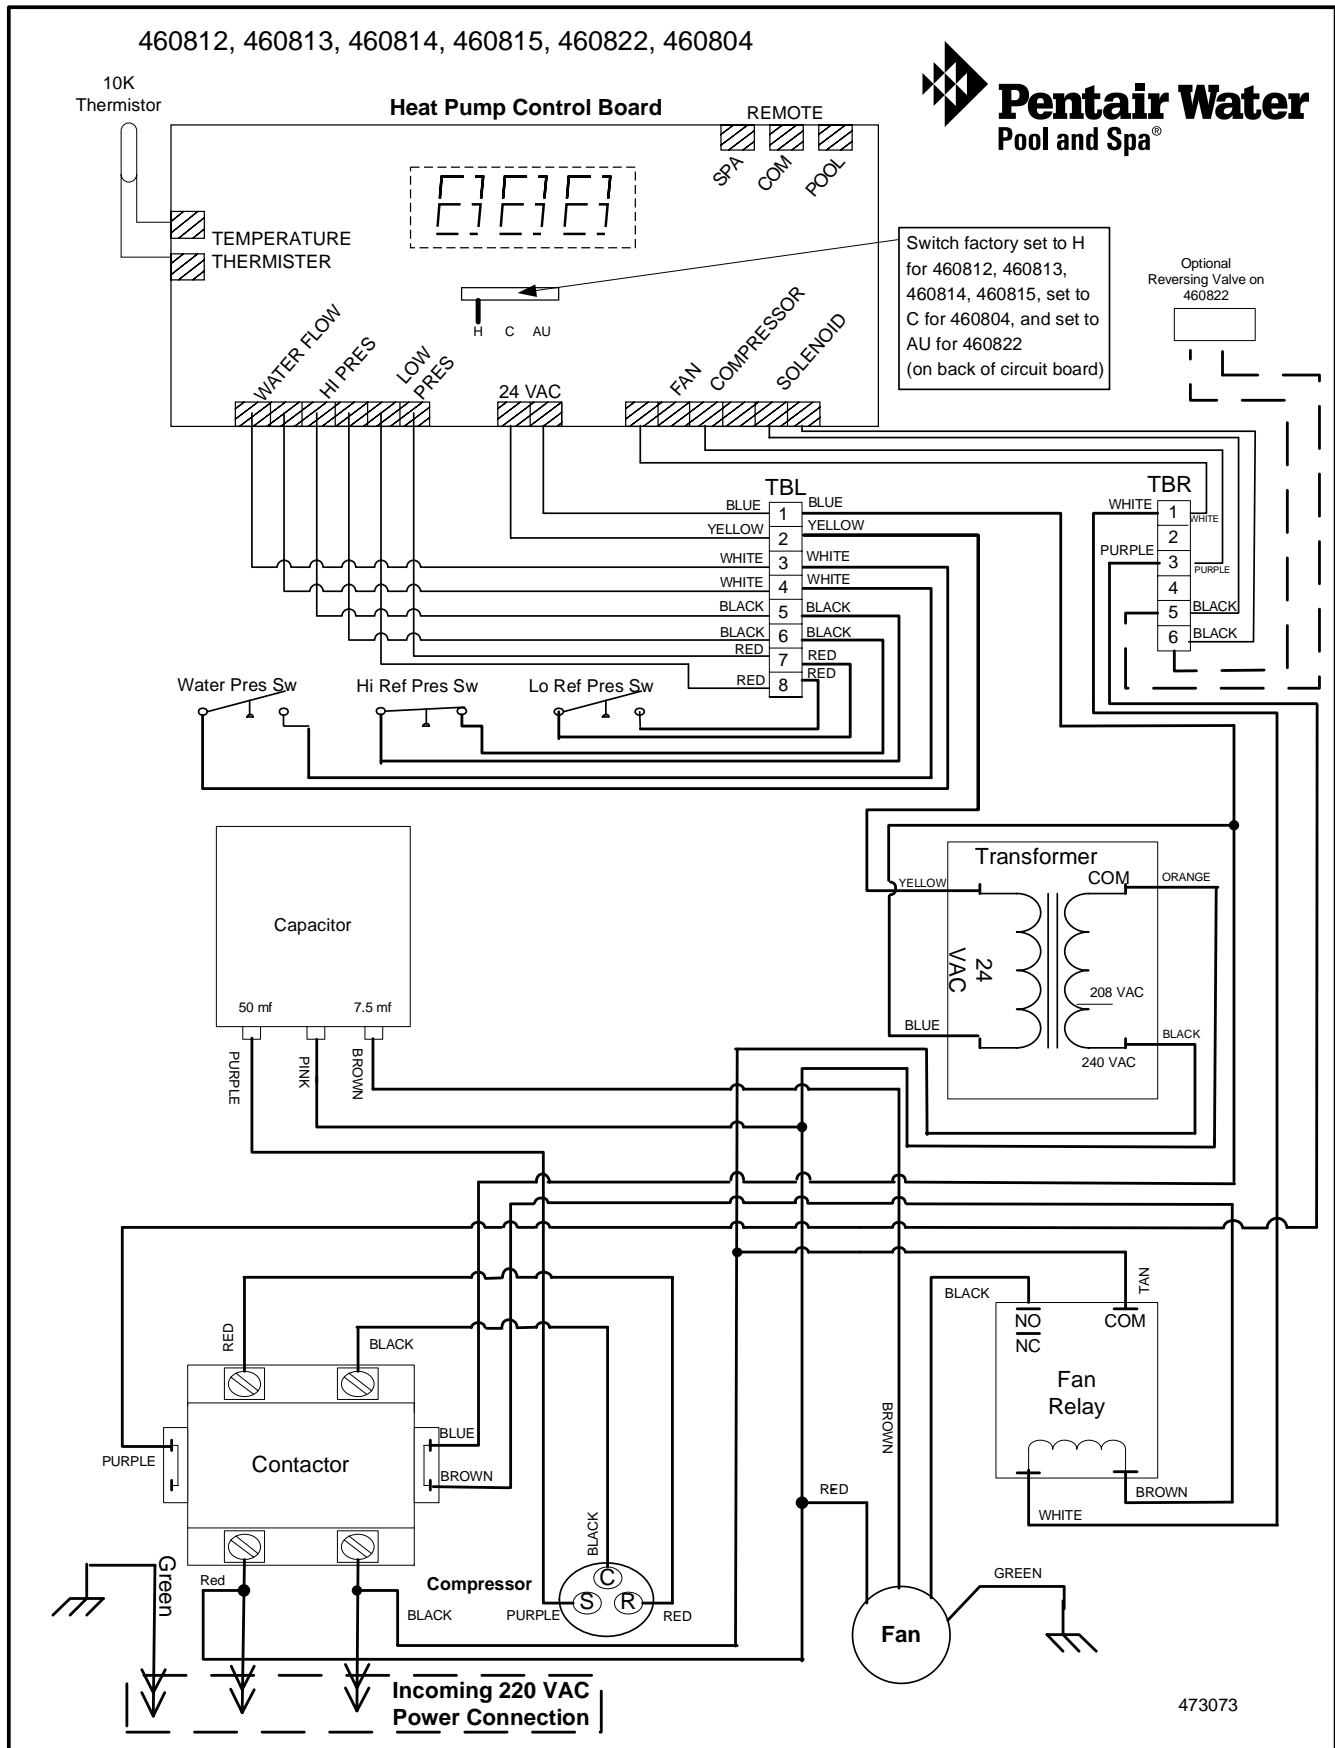 460812, 460813, 460814, 460815, 460822, 460804
Pentair Water
Pool and Spa®
10K
Thermistor
Heat Pump Control Board
REMOTE
SPA
COM
POOL
TEMPERATURE
THERMISTER
H C AU
Switch factory set to H
for 460812, 460813,
460814, 460815, set to
C for 460804, and set to
AU for 460822
(on back of circuit board)
Optional
Reversing Valve on
460822
WATER FLOW
HI PRES
LOW
PRES
24 VAC
FAN
COMPRESSOR
SOLENOID
TBL
BLUE 1 BLUE
YELLOW 2 YELLOW
WHITE 3 WHITE
WHITE 4 WHITE
BLACK 5 BLACK
BLACK 6 BLACK
RED 7 RED
RED 8 RED
TBR
WHITE 1 WHITE
2
PURPLE 3 PURPLE
4
5 BLACK
6 BLACK
Water Pres Sw
Hi Ref Pres Sw
Lo Ref Pres Sw
Capacitor
50 mf
7.5 mf
PURPLE
PINK
BROWN
Transformer
COM
YELLOW
ORANGE
24
VAC
208 VAC
BLUE
BLACK
240 VAC
RED
BLACK
BLACK
TAN
NO
NC
COM
Fan
Relay
BROWN
WHITE
BROWN
PURPLE
Contactor
BLUE
BROWN
RED
Green
Red
BLACK
Compressor
BLACK
C
S
R
PURPLE
RED
Fan
GREEN
Incoming 220 VAC
Power Connection
473073